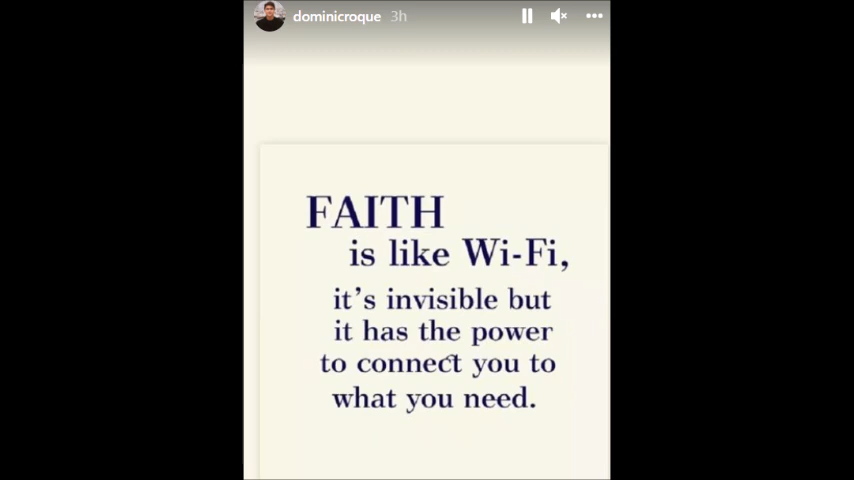 dominicroque 3h
FAITH
is like Wi-Fi,
it's invisible but
it has the power
to connect you to
what you need.